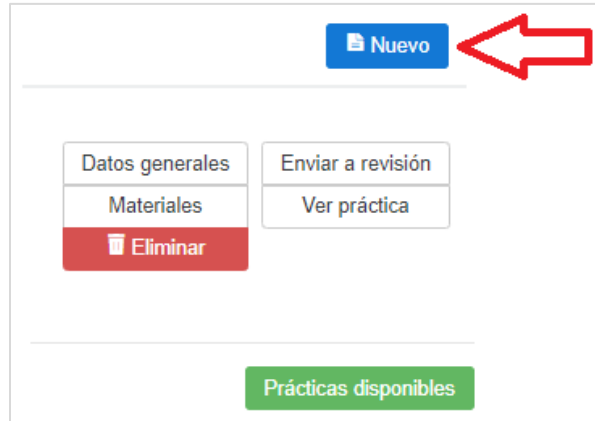 Nuevo
Datos generales
Enviar a revisión
Materiales
Ver práctica
Eliminar
Prácticas disponibles